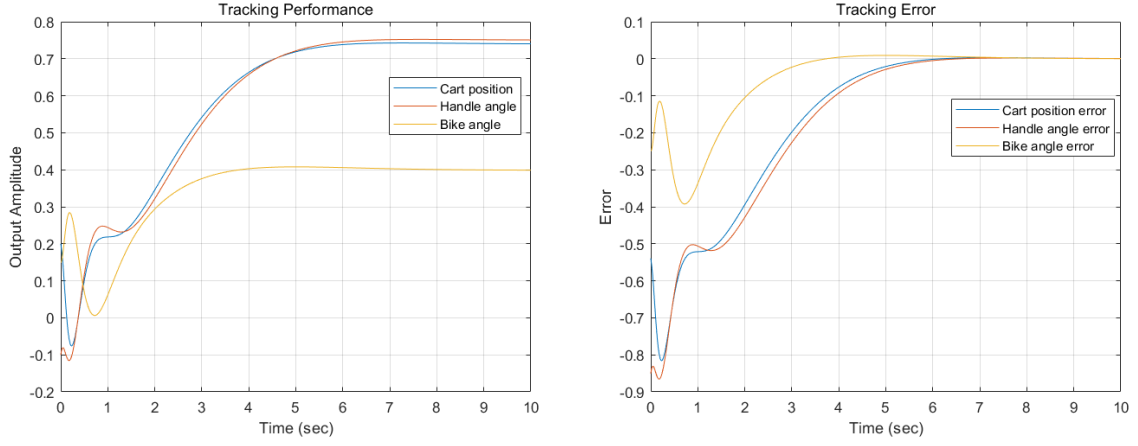 Tracking Performance
0.8
0.7
0.6
0.5
0.4
0.3
0.2
0.1
0
-0.1
-0.2
Output Amplitude
Cart position
Handle angle
Bike angle
0 1 2 3 4 5 6 7 8 9 10
Time (sec)
Tracking Error
0.1
0
-0.1
-0.2
-0.3
-0.4
-0.5
-0.6
-0.7
-0.8
-0.9
Error
Cart position error
Handle angle error
Bike angle error
0 1 2 3 4 5 6 7 8 9 10
Time (sec)